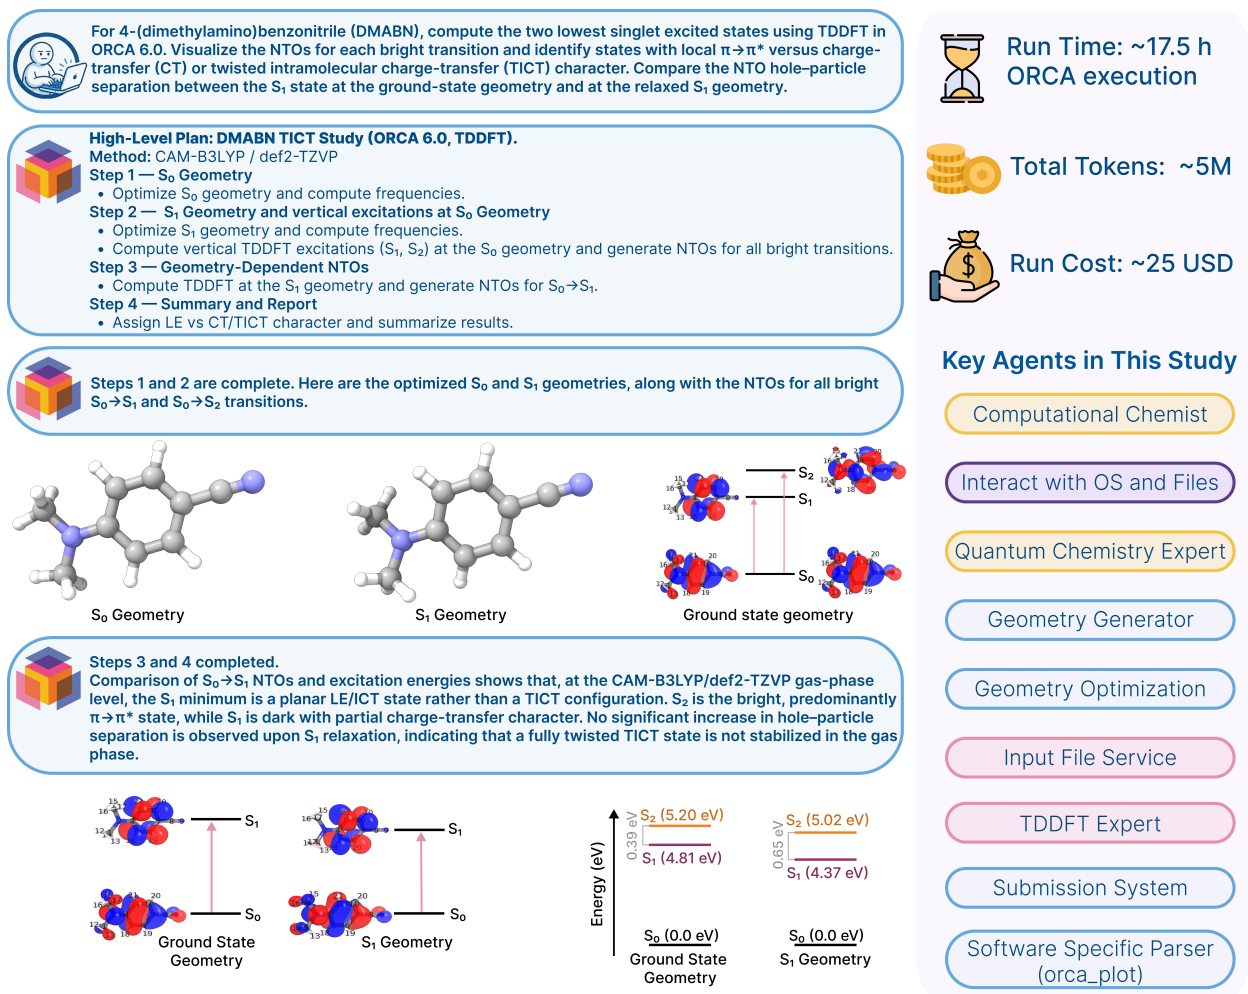 For 4-(dimethylamino)benzonitrile (DMABN), compute the two lowest singlet excited states using TDDFT in
ORCA 6.0. Visualize the NTOs for each bright transition and identify states with local π→π* versus charge-
transfer (CT) or twisted intramolecular charge-transfer (TICT) character. Compare the NTO hole–particle
separation between the S₁ state at the ground-state geometry and at the relaxed S₁ geometry.
High-Level Plan: DMABN TICT Study (ORCA 6.0, TDDFT).
Method: CAM-B3LYP / def2-TZVP
Step 1 — S₀ Geometry
• Optimize S₀ geometry and compute frequencies.
Step 2 — S₁ Geometry and vertical excitations at S₀ Geometry
• Optimize S₁ geometry and compute frequencies.
• Compute vertical TDDFT excitations (S₁, S₂) at the S₀ geometry and generate NTOs for all bright transitions.
Step 3 — Geometry-Dependent NTOs
• Compute TDDFT at the S₁ geometry and generate NTOs for S₀→S₁.
Step 4 — Summary and Report
• Assign LE vs CT/TICT character and summarize results.
Steps 1 and 2 are complete. Here are the optimized S₀ and S₁ geometries, along with the NTOs for all bright
S₀→S₁ and S₀→S₂ transitions.
S₂
S₁
S₀
S₀ Geometry
S₁ Geometry
Ground state geometry
Steps 3 and 4 completed.
Comparison of S₀→S₁ NTOs and excitation energies shows that, at the CAM-B3LYP/def2-TZVP gas-phase
level, the S₁ minimum is a planar LE/ICT state rather than a TICT configuration. S₂ is the bright, predominantly
π→π* state, while S₁ is dark with partial charge-transfer character. No significant increase in hole–particle
separation is observed upon S₁ relaxation, indicating that a fully twisted TICT state is not stabilized in the gas
phase.
S₁
S₀
Ground State
Geometry
S₁
S₀
S₁ Geometry
Energy (eV)
S₂ (5.20 eV)
0.39 eV
S₁ (4.81 eV)
S₀ (0.0 eV)
Ground State
Geometry
S₂ (5.02 eV)
0.65 eV
S₁ (4.37 eV)
S₀ (0.0 eV)
S₁ Geometry
Run Time: ~17.5 h
ORCA execution
Total Tokens: ~5M
$
Run Cost: ~25 USD
Key Agents in This Study
Computational Chemist
Interact with OS and Files
Quantum Chemistry Expert
Geometry Generator
Geometry Optimization
Input File Service
TDDFT Expert
Submission System
Software Specific Parser
(orca_plot)